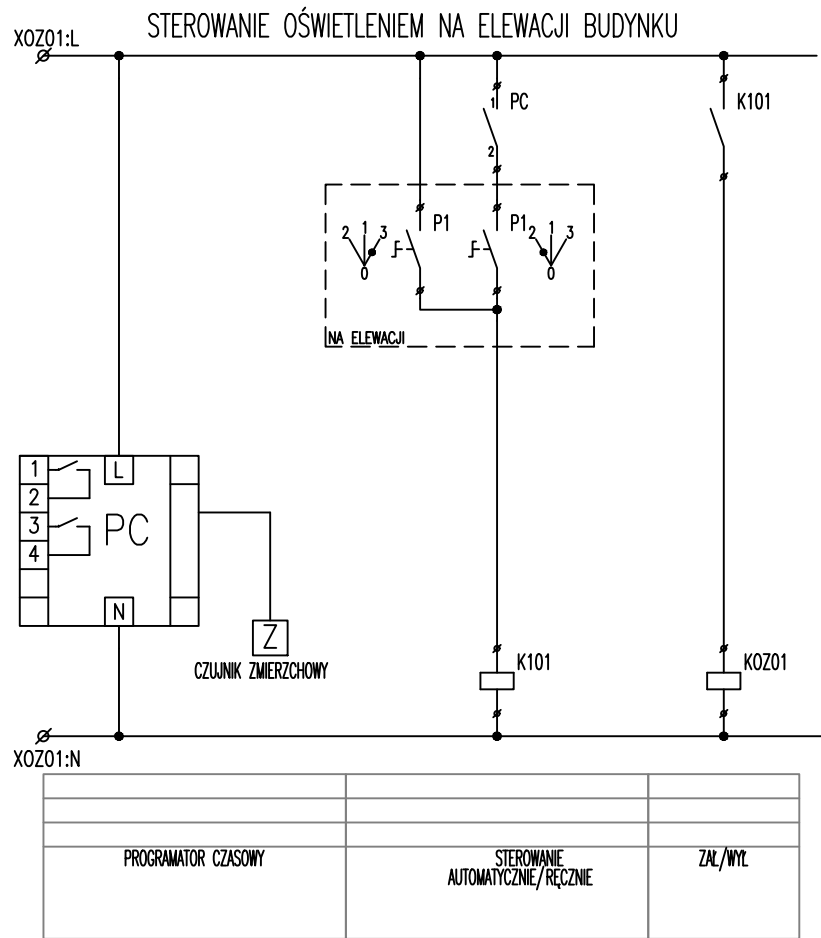 STEROWANIE OŚWIETLENIEM NA ELEWACJI BUDYNKU
XOZ01:L
1 PC
2
K101
P1
P1
2 1 3
0
2 1 3
0
NA ELEWACJI
1
2
3
4
L
PC
N
Z
CZUJNIK ZMIERZCHOWY
K101
KOZ01
XOZ01:N
PROGRAMATOR CZASOWY
STEROWANIE
AUTOMATYCZNIE/RĘCZNIE
ZAŁ/WYŁ